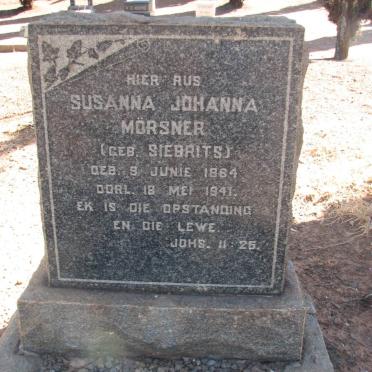 HIER RUS
SUSANNA JOHANNA
MÖRSNER
(GEB. SIEBRITS)
GEB. 9 JUNIE 1864
OORL. 18 MEI 1941.
EK IS DIE OPSTANDING
EN DIE LEWE
JOHS. 11:25.